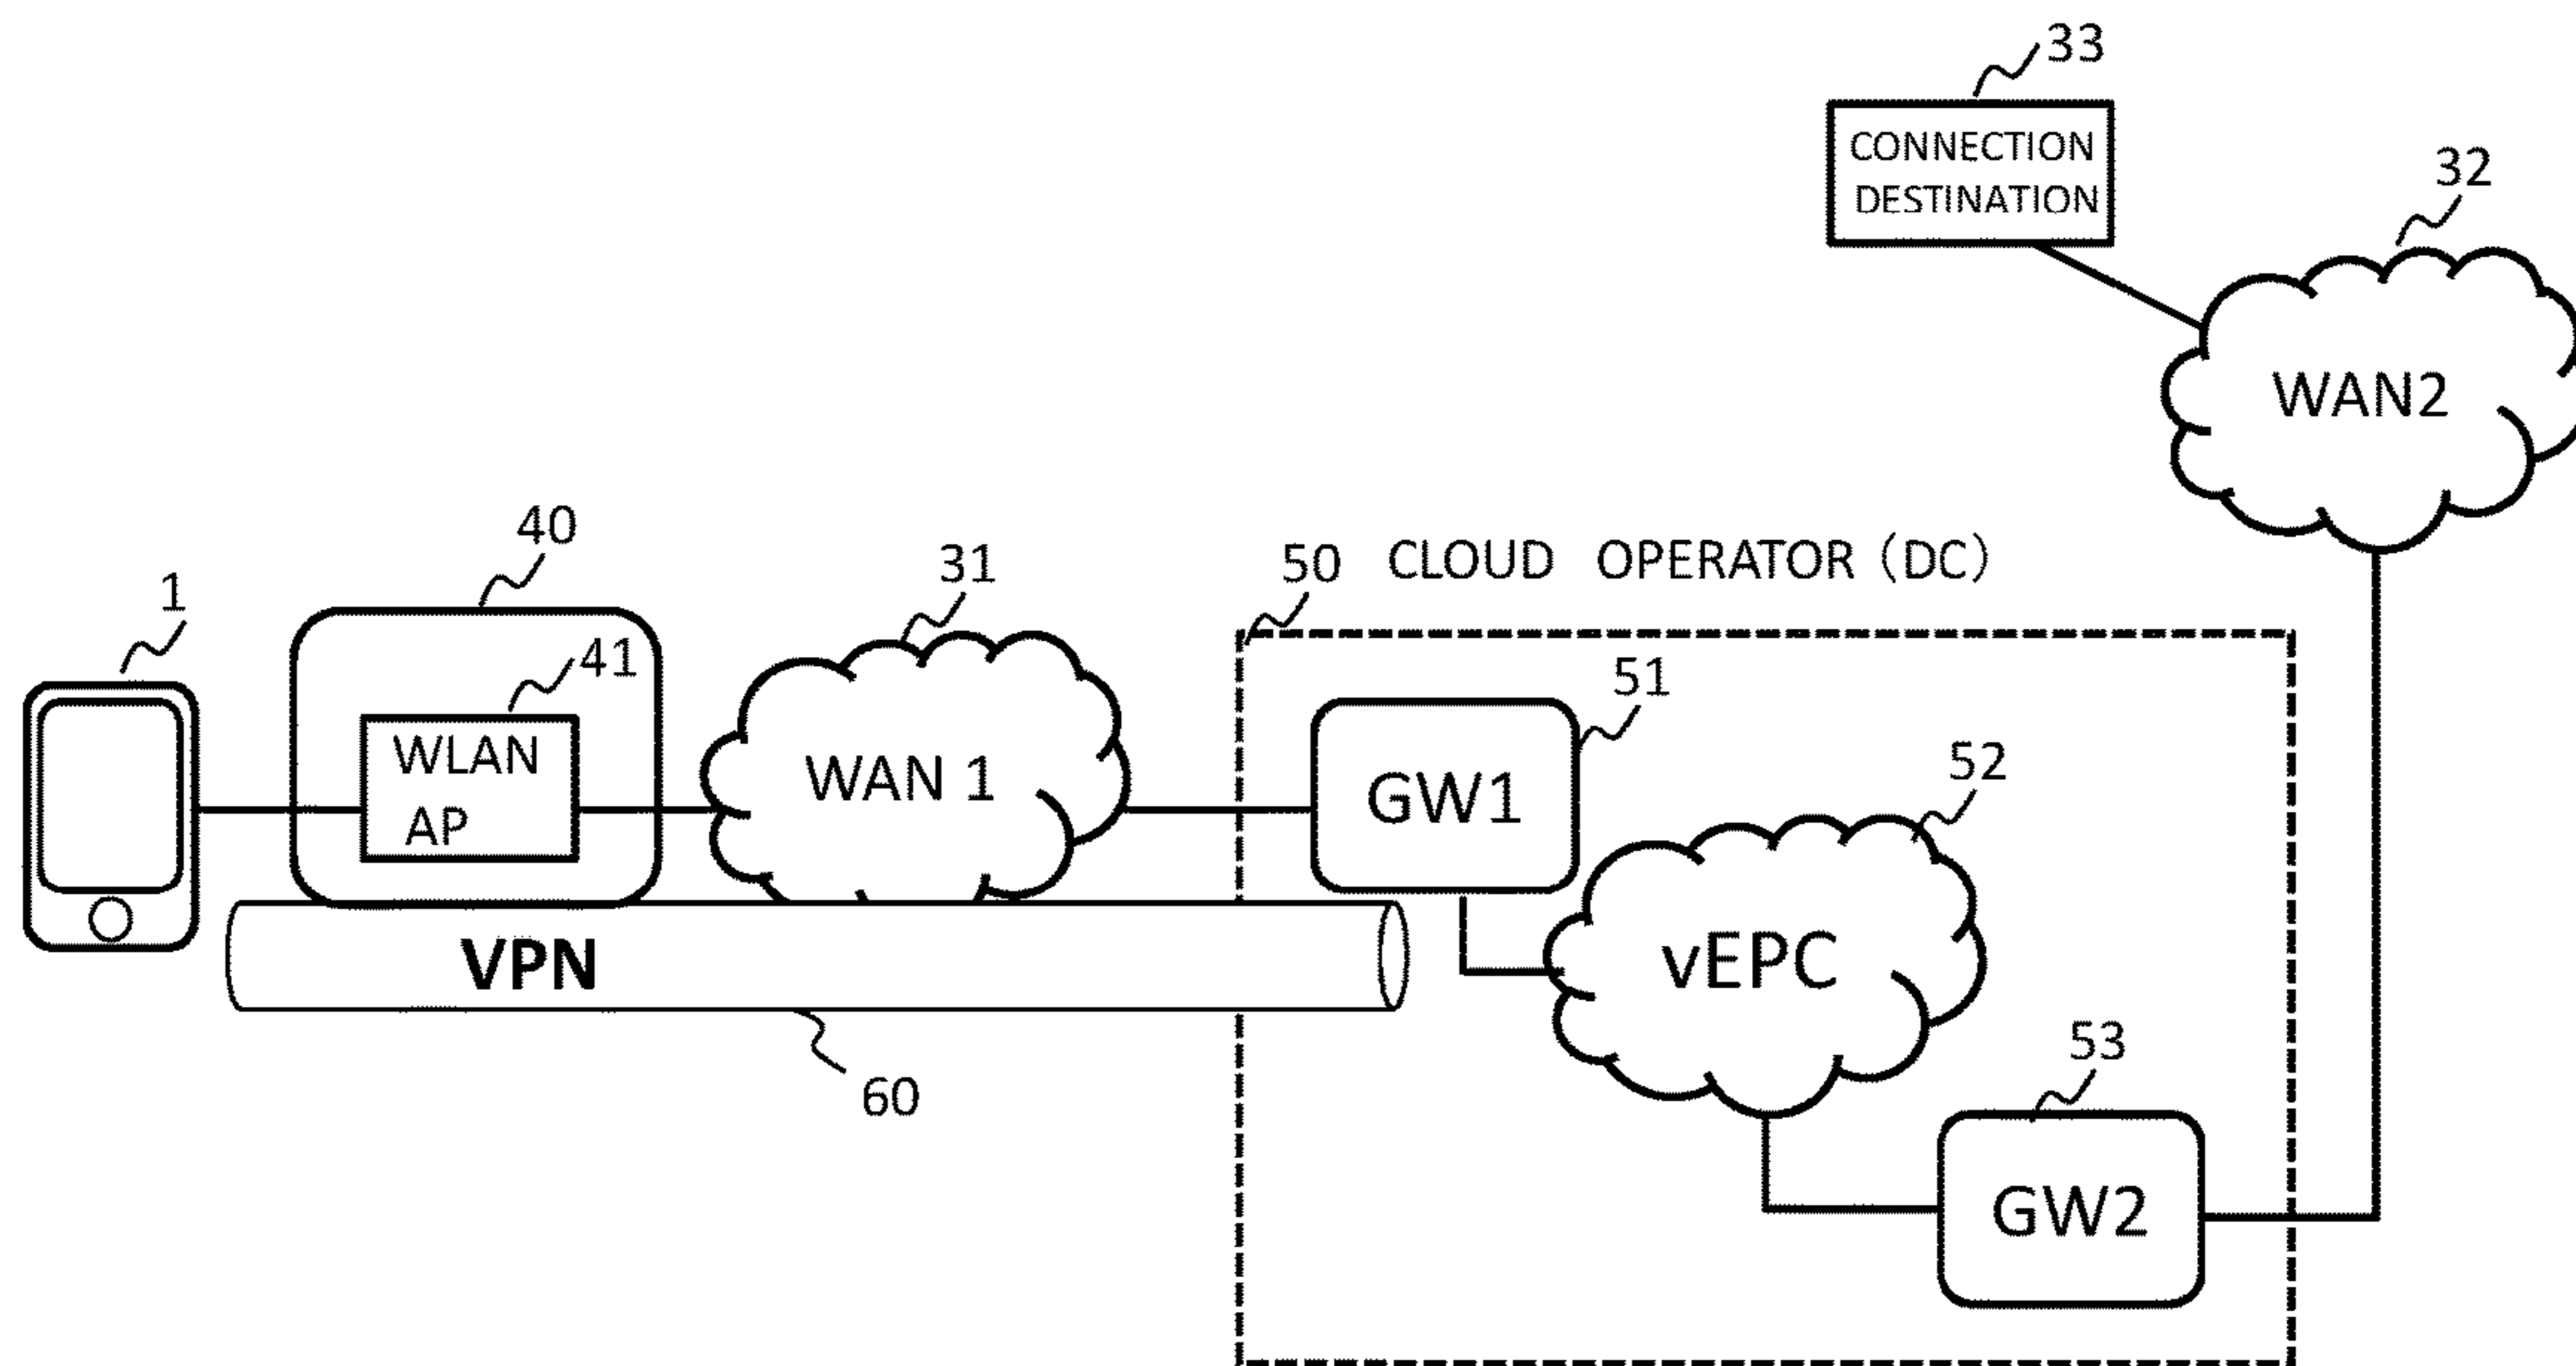 33
CONNECTION
DESTINATION
32
WAN2
40
31
50 CLOUD OPERATOR (DC)
1
41
51
WLAN
AP
WAN 1
GW1
52
VPN
vEPC
53
60
GW2